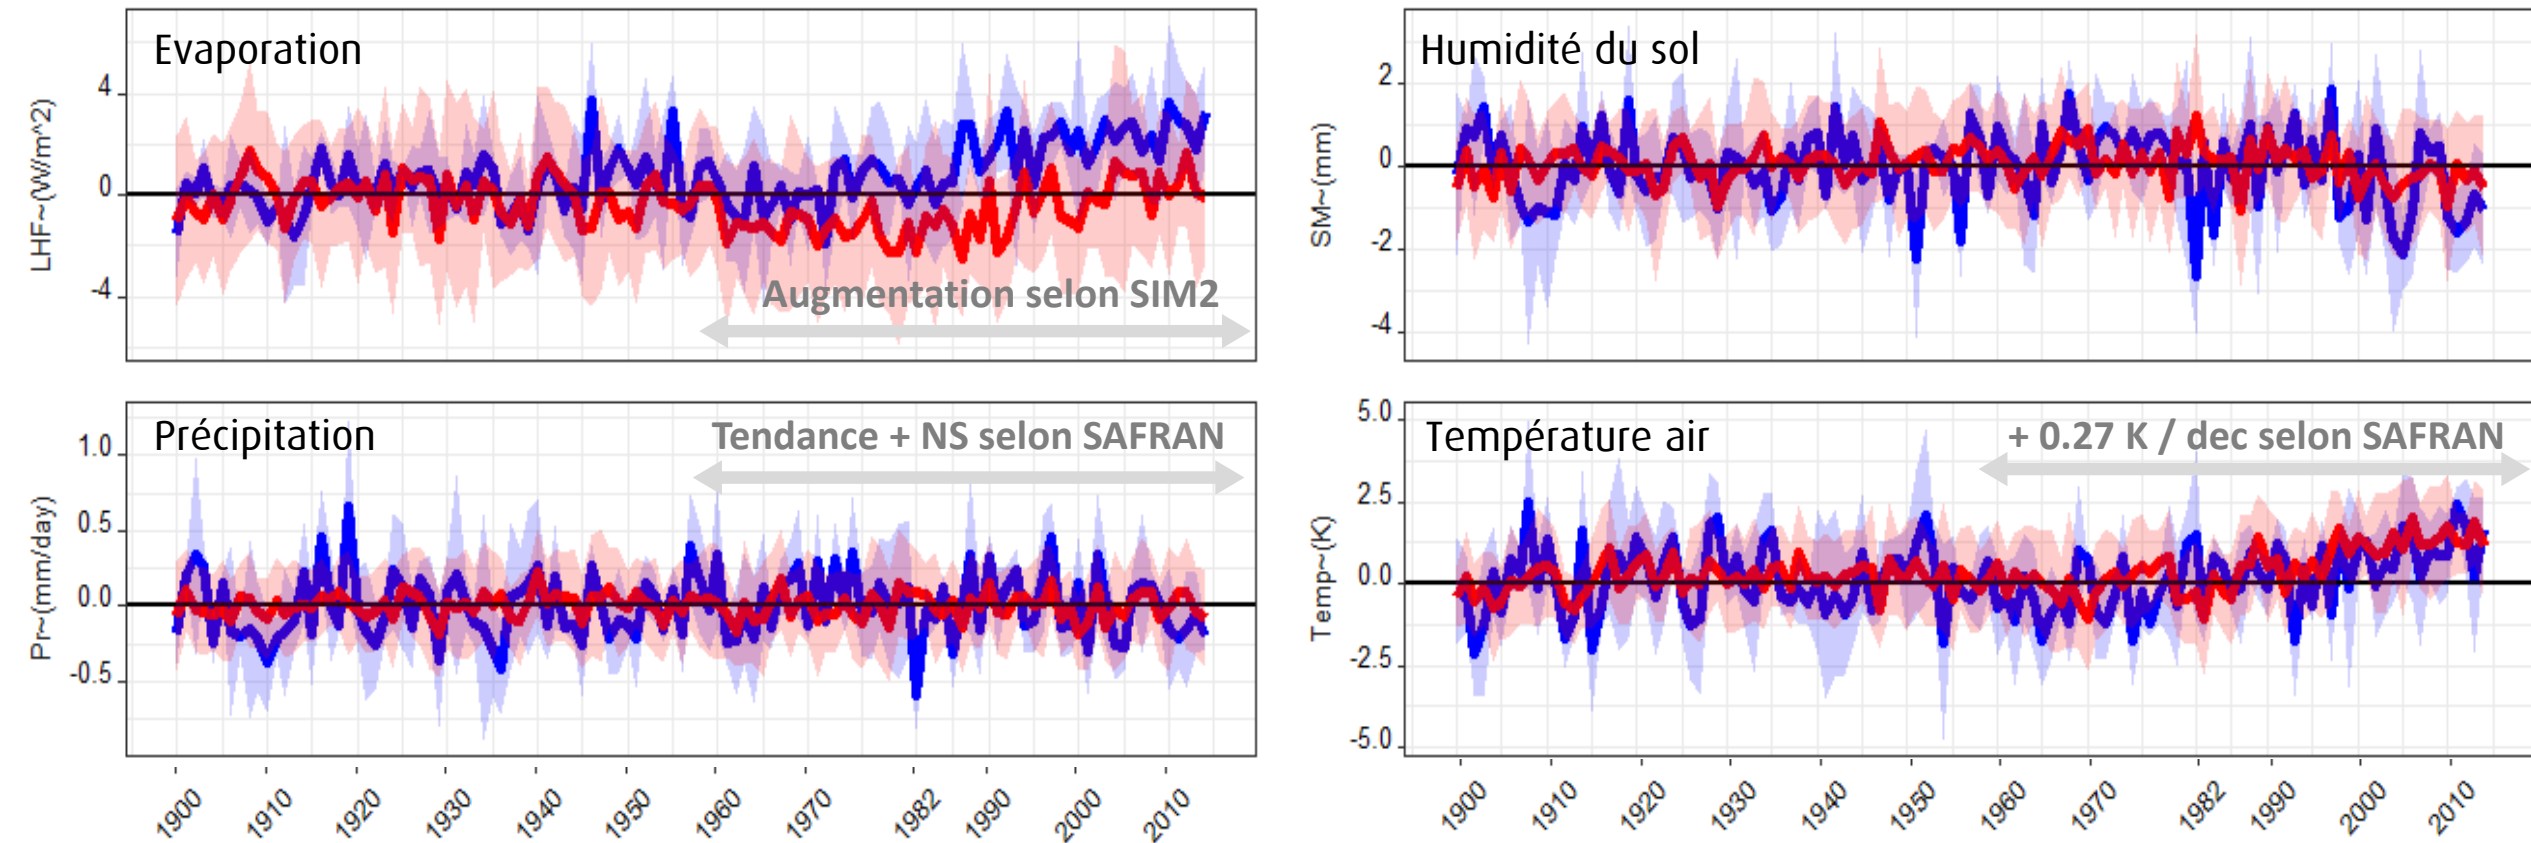 Evaporation
4
0
-4
LHF~(W/m^2)
Augmentation selon SIM2
Humidité du sol
2
0
-2
-4
SM~(mm)
Précipitation
Tendance + NS selon SAFRAN
1.0
0.5
0.0
-0.5
Pr~(mm/day)
1900 1910 1920 1930 1940 1950 1960 1970 1982 1990 2000 2010
Température air
+ 0.27 K / dec selon SAFRAN
5.0
2.5
0.0
-2.5
-5.0
Temp~(K)
1900 1910 1920 1930 1940 1950 1960 1970 1982 1990 2000 2010